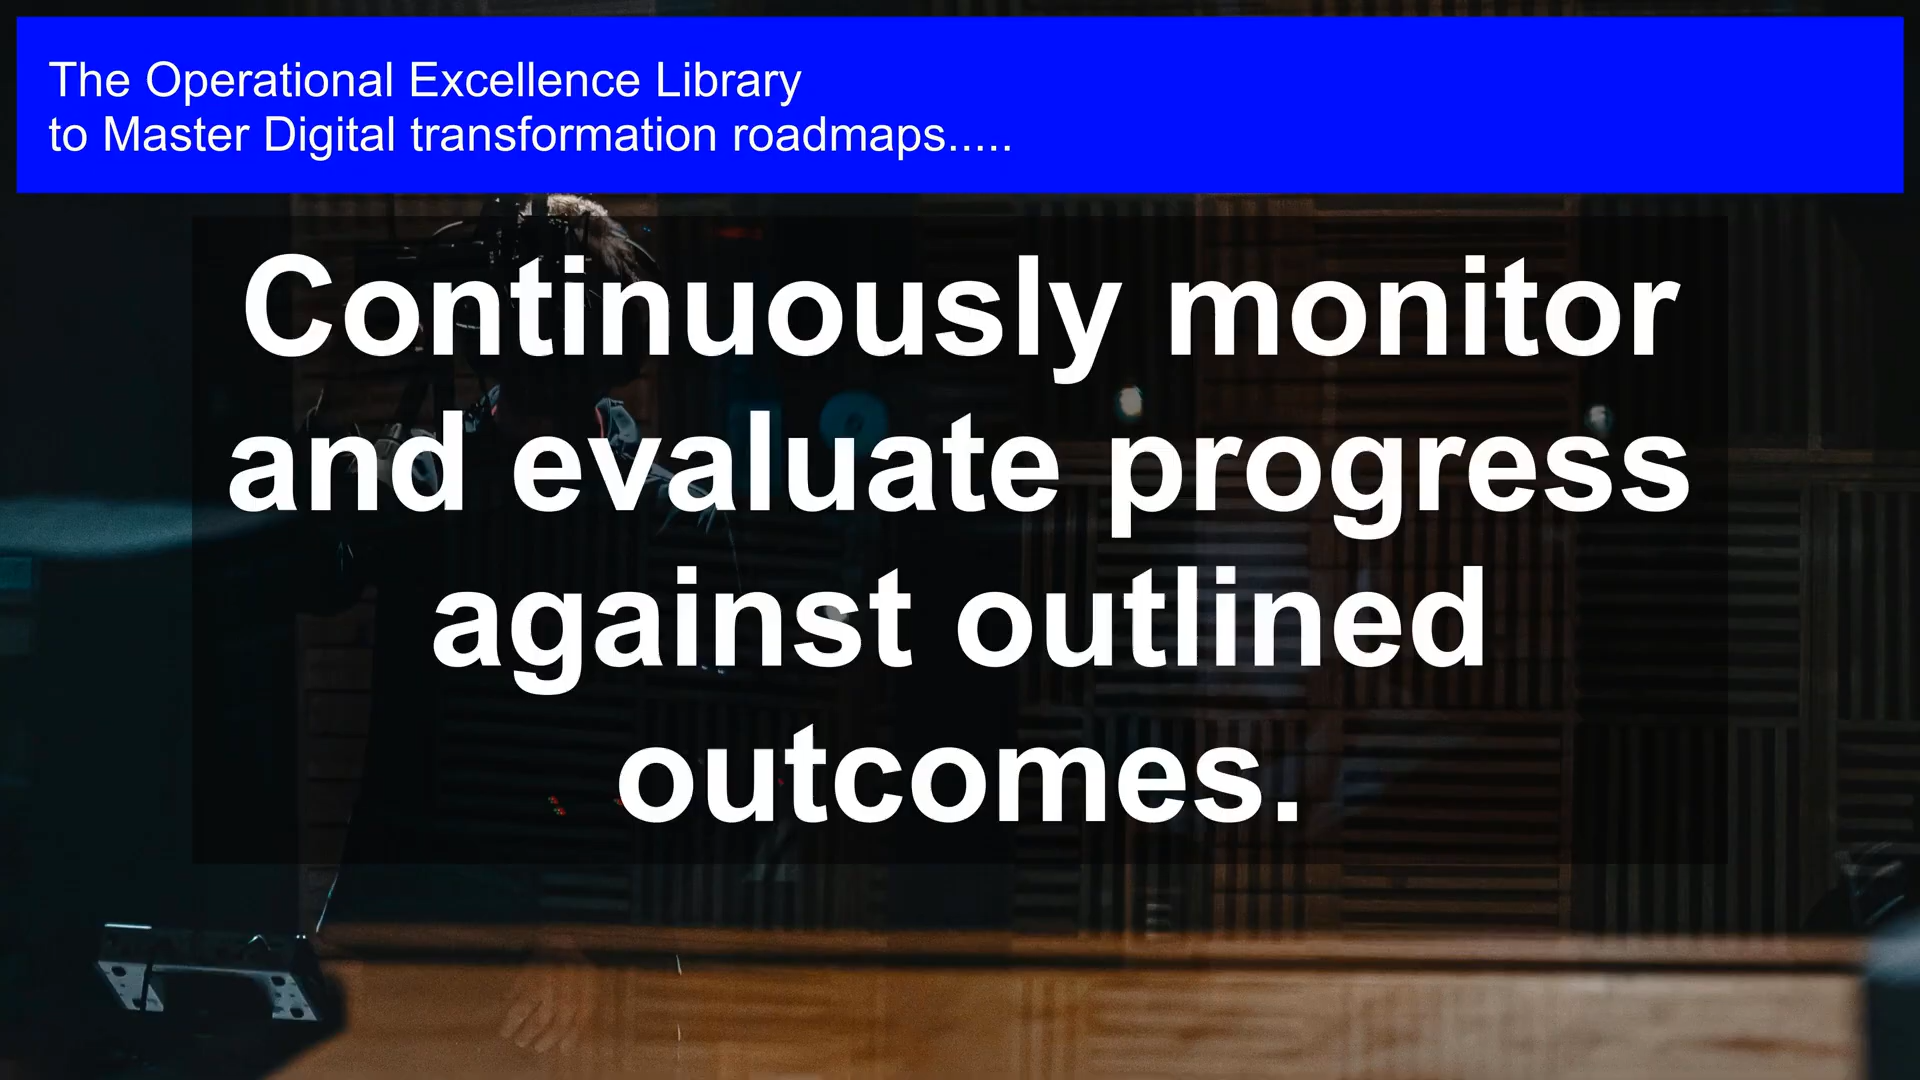 The Operational Excellence Library
to Master Digital transformation roadmaps.....
Continuously monitor
and evaluate progress
against outlined
outcomes.